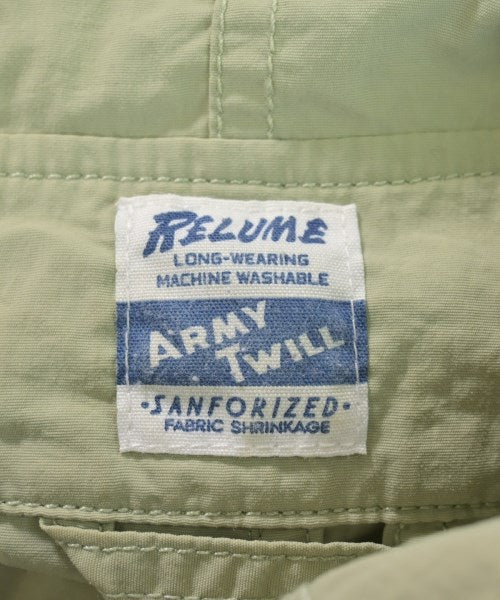 RELUME
LONG-WEARING
MACHINE WASHABLE
ARMY
TWILL
·SANFORIZED·
FABRIC SHRINKAGE